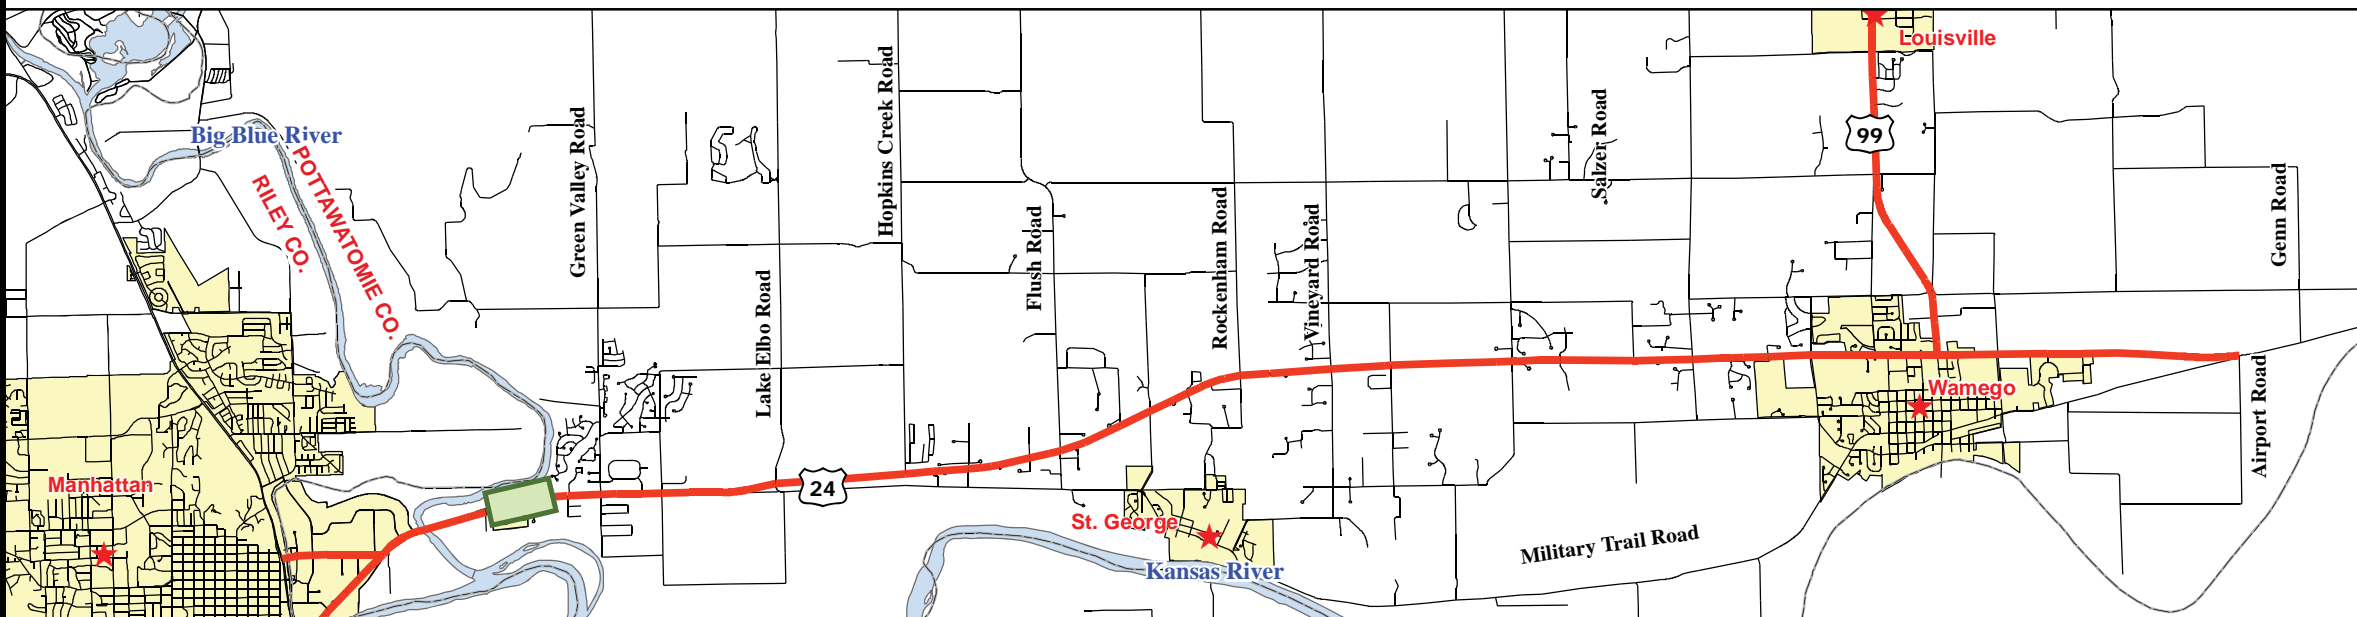 Louisville
99
Big Blue River
POTTAWATOMIE CO.
RILEY CO.
Green Valley Road
Hopkins Creek Road
Salzer Road
Genn Road
Flush Road
Rockenham Road
Vineyard Road
Lake Elbo Road
Wamego
Airport Road
Manhattan
24
St. George
Military Trail Road
Kansas River